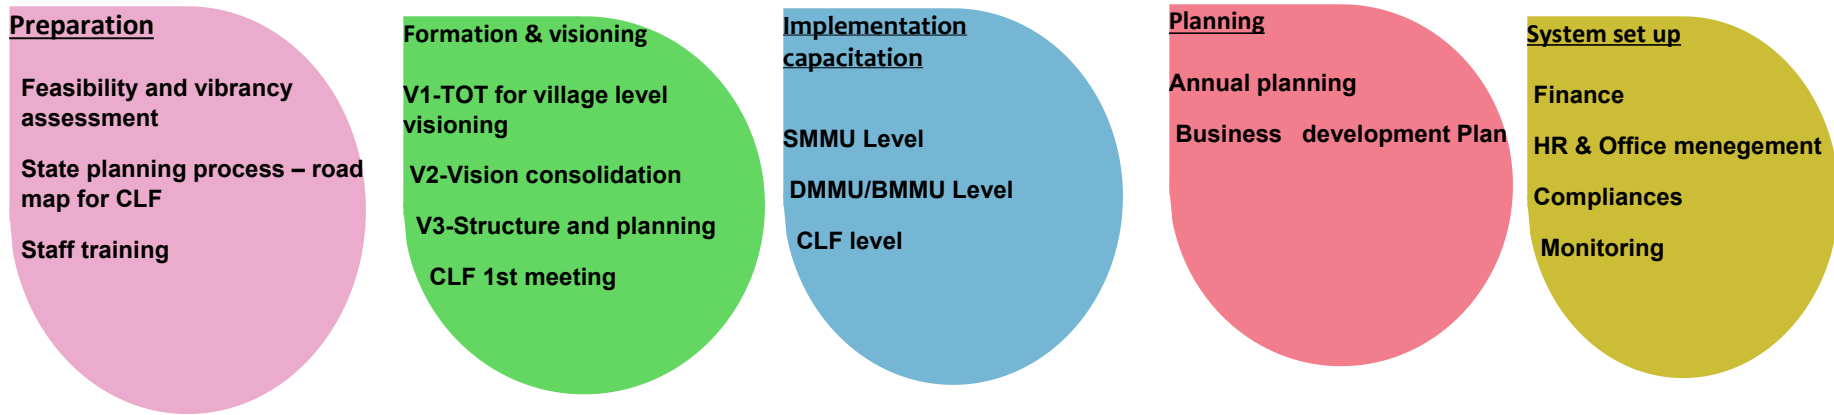 Preparation
Feasibility and vibrancy
assessment
State planning process – road
map for CLF
Staff training
Formation & visioning
V1-TOT for village level
visioning
V2-Vision consolidation
V3-Structure and planning
CLF 1st meeting
Implementation
capacitation
SMMU Level
DMMU/BMMU Level
CLF level
Planning
Annual planning
Business development Plan
System set up
Finance
HR & Office menegement
Compliances
Monitoring